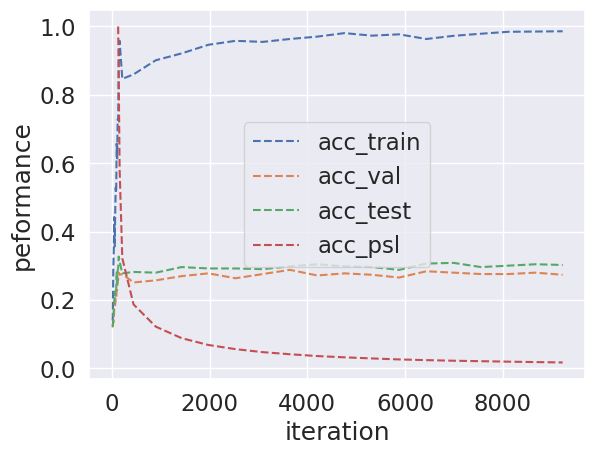 1.0
0.8
0.6
0.4
0.2
0.0
peformance
acc_train
acc_val
acc_test
acc_psl
0 2000 4000 6000 8000
iteration